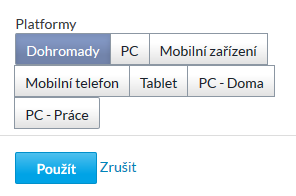 Platformy
Dohromady PC Mobilní zařízení
Mobilní telefon Tablet PC - Doma
PC - Práce
Použít Zrušit